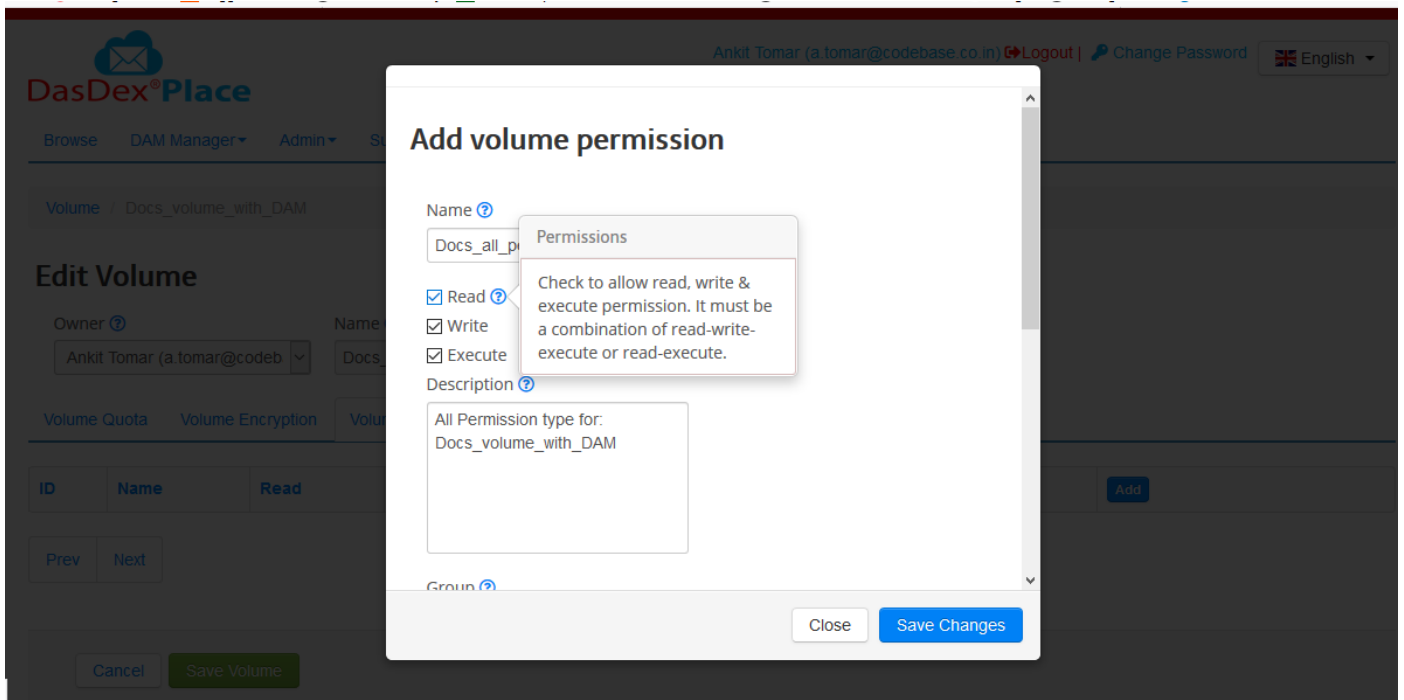 Ankit Tomar (a.tomar@codebase.co.in) Logout | Change Password English
DasDex®Place
Browse DAM Manager Admin
Volume / Docs_volume_with_DAM
Edit Volume
Owner Name
Ankit Tomar (a.tomar@codeb Docs_
Volume Quota Volume Encryption
ID Name Read Add
Prev Next
Cancel Save Volume
Add volume permission
Name
Docs_all_p
Permissions
Check to allow read, write &
execute permission. It must be
a combination of read-write-
execute or read-execute.
Read
Write
Execute
Description
All Permission type for:
Docs_volume_with_DAM
Group
Close Save Changes